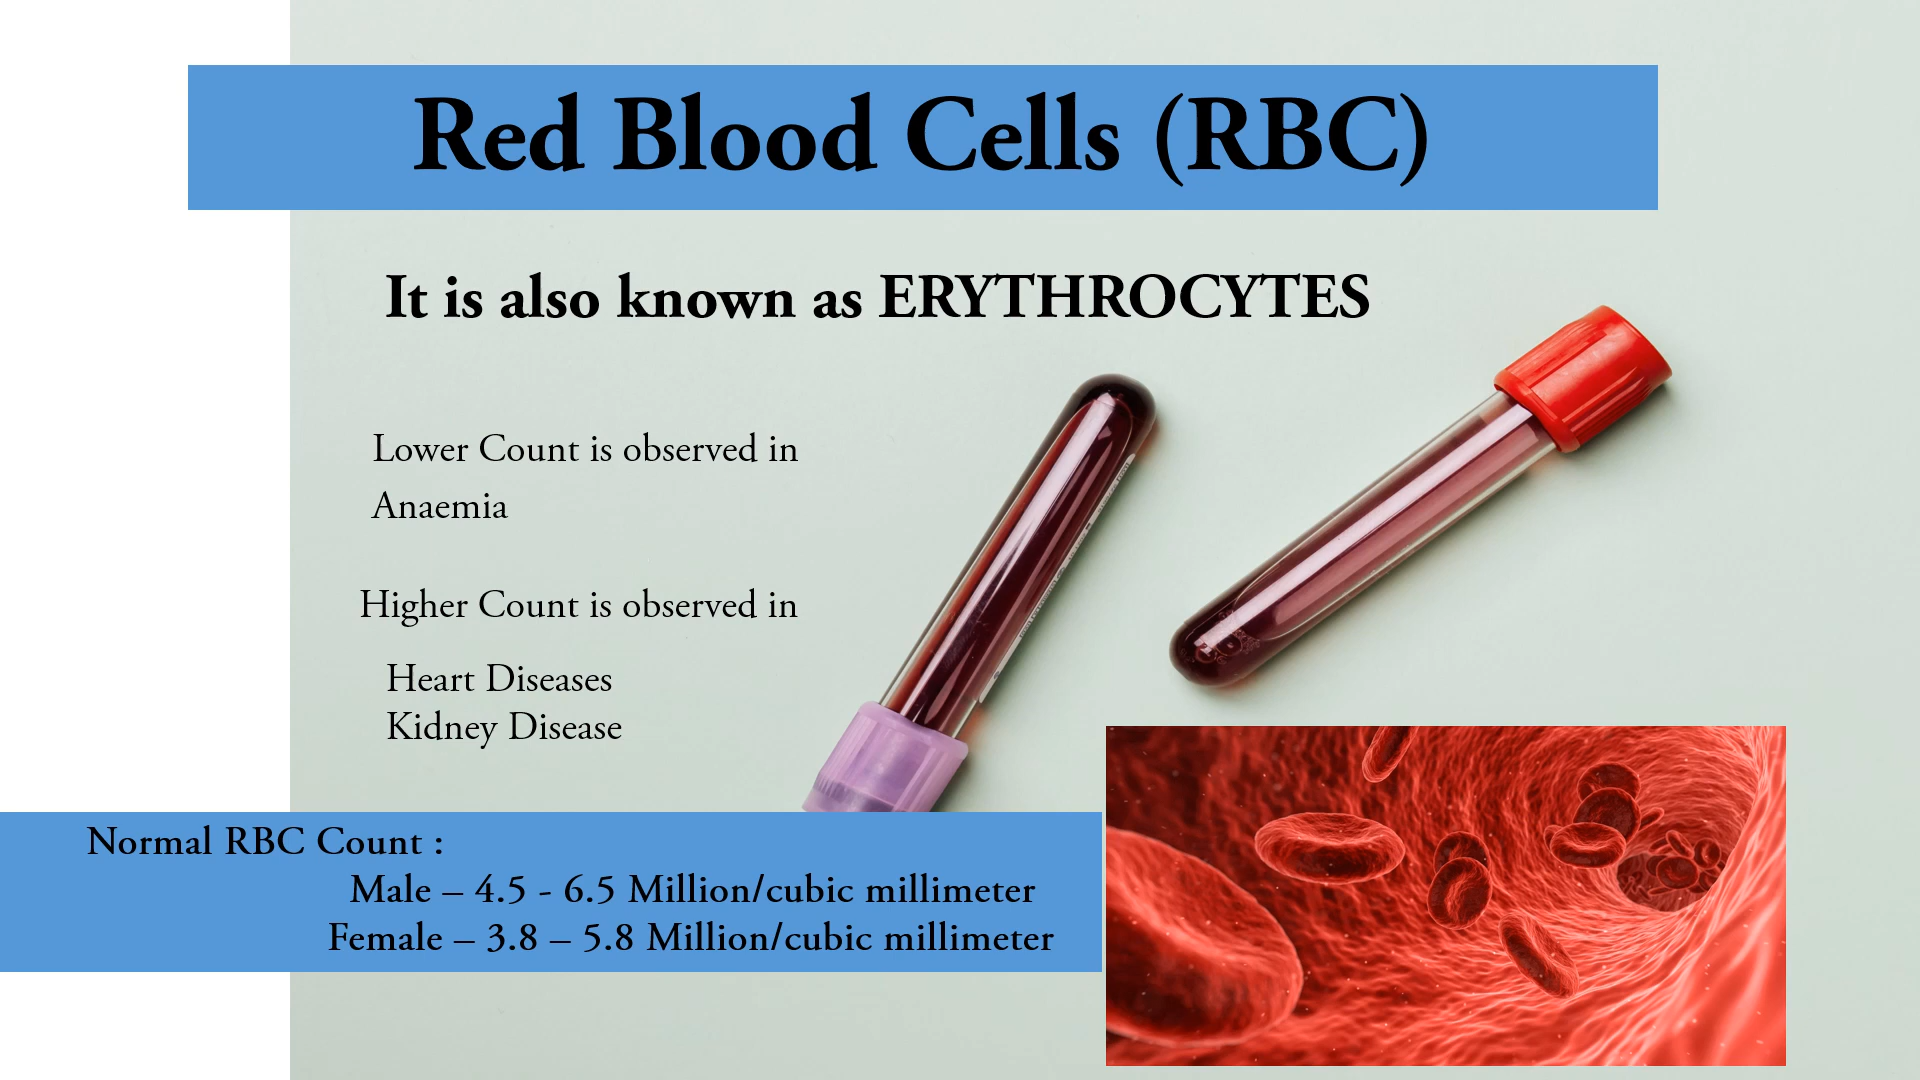 Red Blood Cells (RBC)
It is also known as ERYTHROCYTES
Lower Count is observed in
Anaemia
Higher Count is observed in
Heart Diseases
Kidney Disease
Normal RBC Count :
Male – 4.5 - 6.5 Million/cubic millimeter
Female – 3.8 – 5.8 Million/cubic millimeter